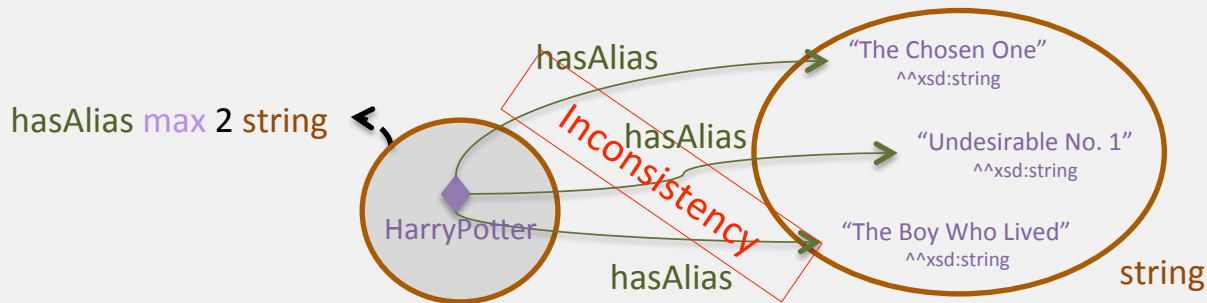 hasAlias
“The Chosen One”
^^xsd:string
hasAlias max 2 string
Inconsistency
hasAlias
“Undesirable No. 1”
^^xsd:string
HarryPotter
“The Boy Who Lived”
^^xsd:string
hasAlias
string